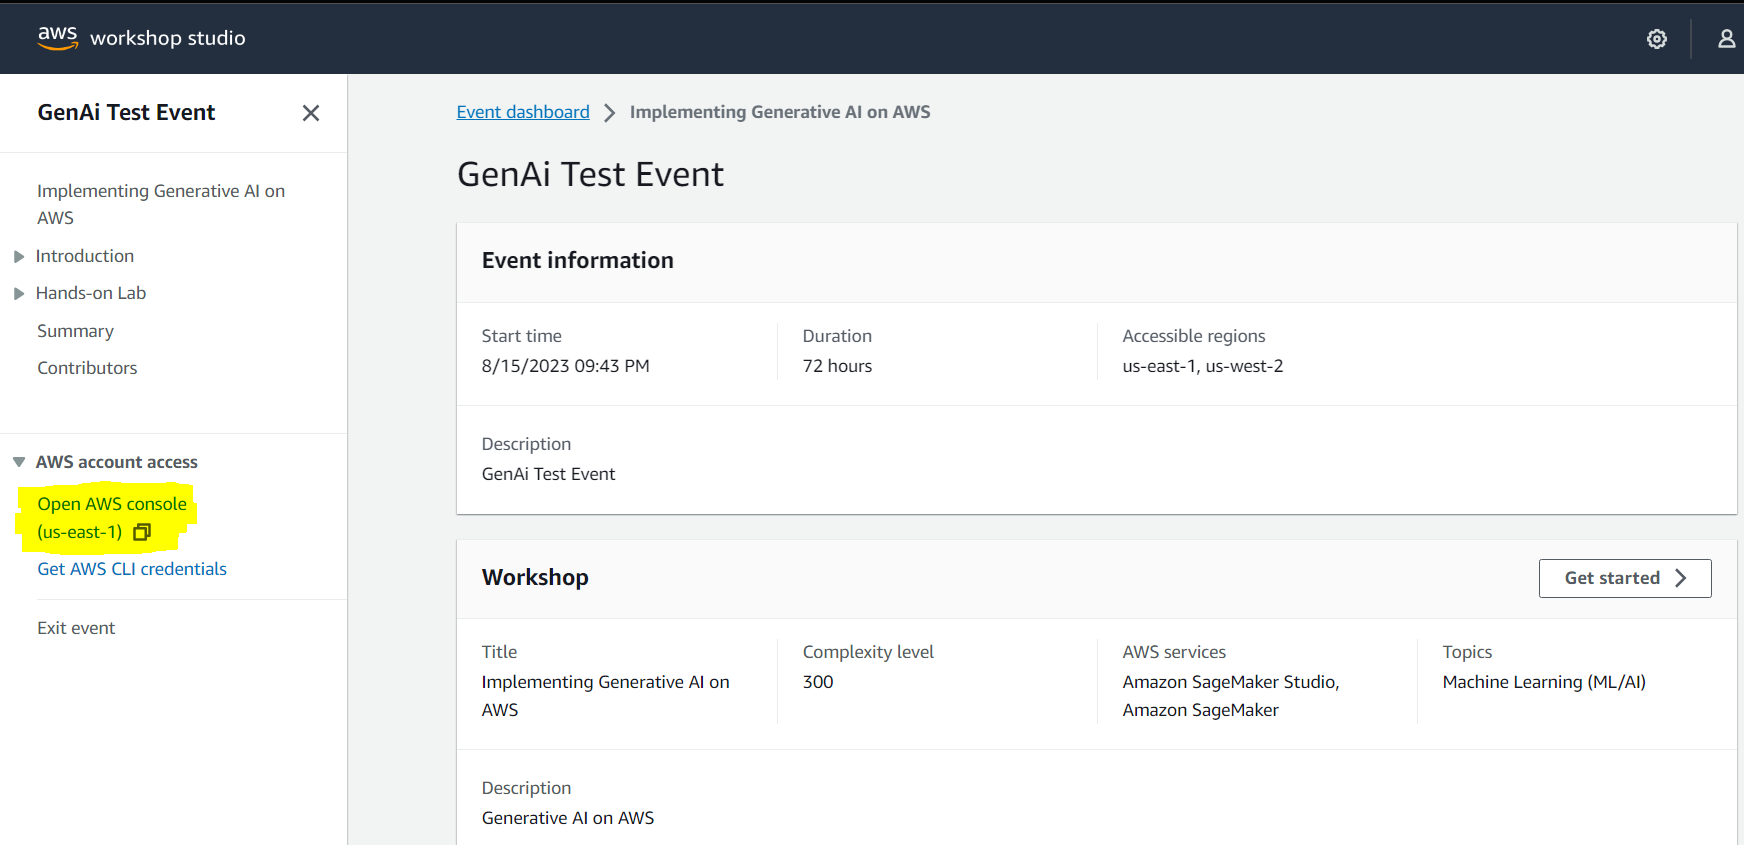 aws workshop studio
GenAi Test Event
Implementing Generative AI on
AWS
Introduction
Hands-on Lab
Summary
Contributors
AWS account access
Open AWS console
(us-east-1)
Get AWS CLI credentials
Exit event
Event dashboard
Implementing Generative AI on AWS
GenAi Test Event
Event information
Start time
8/15/2023 09:43 PM
Duration
72 hours
Accessible regions
us-east-1, us-west-2
Description
GenAi Test Event
Workshop
Get started
Title
Implementing Generative AI on
AWS
Complexity level
300
AWS services
Amazon SageMaker Studio,
Amazon SageMaker
Topics
Machine Learning (ML/AI)
Description
Generative AI on AWS